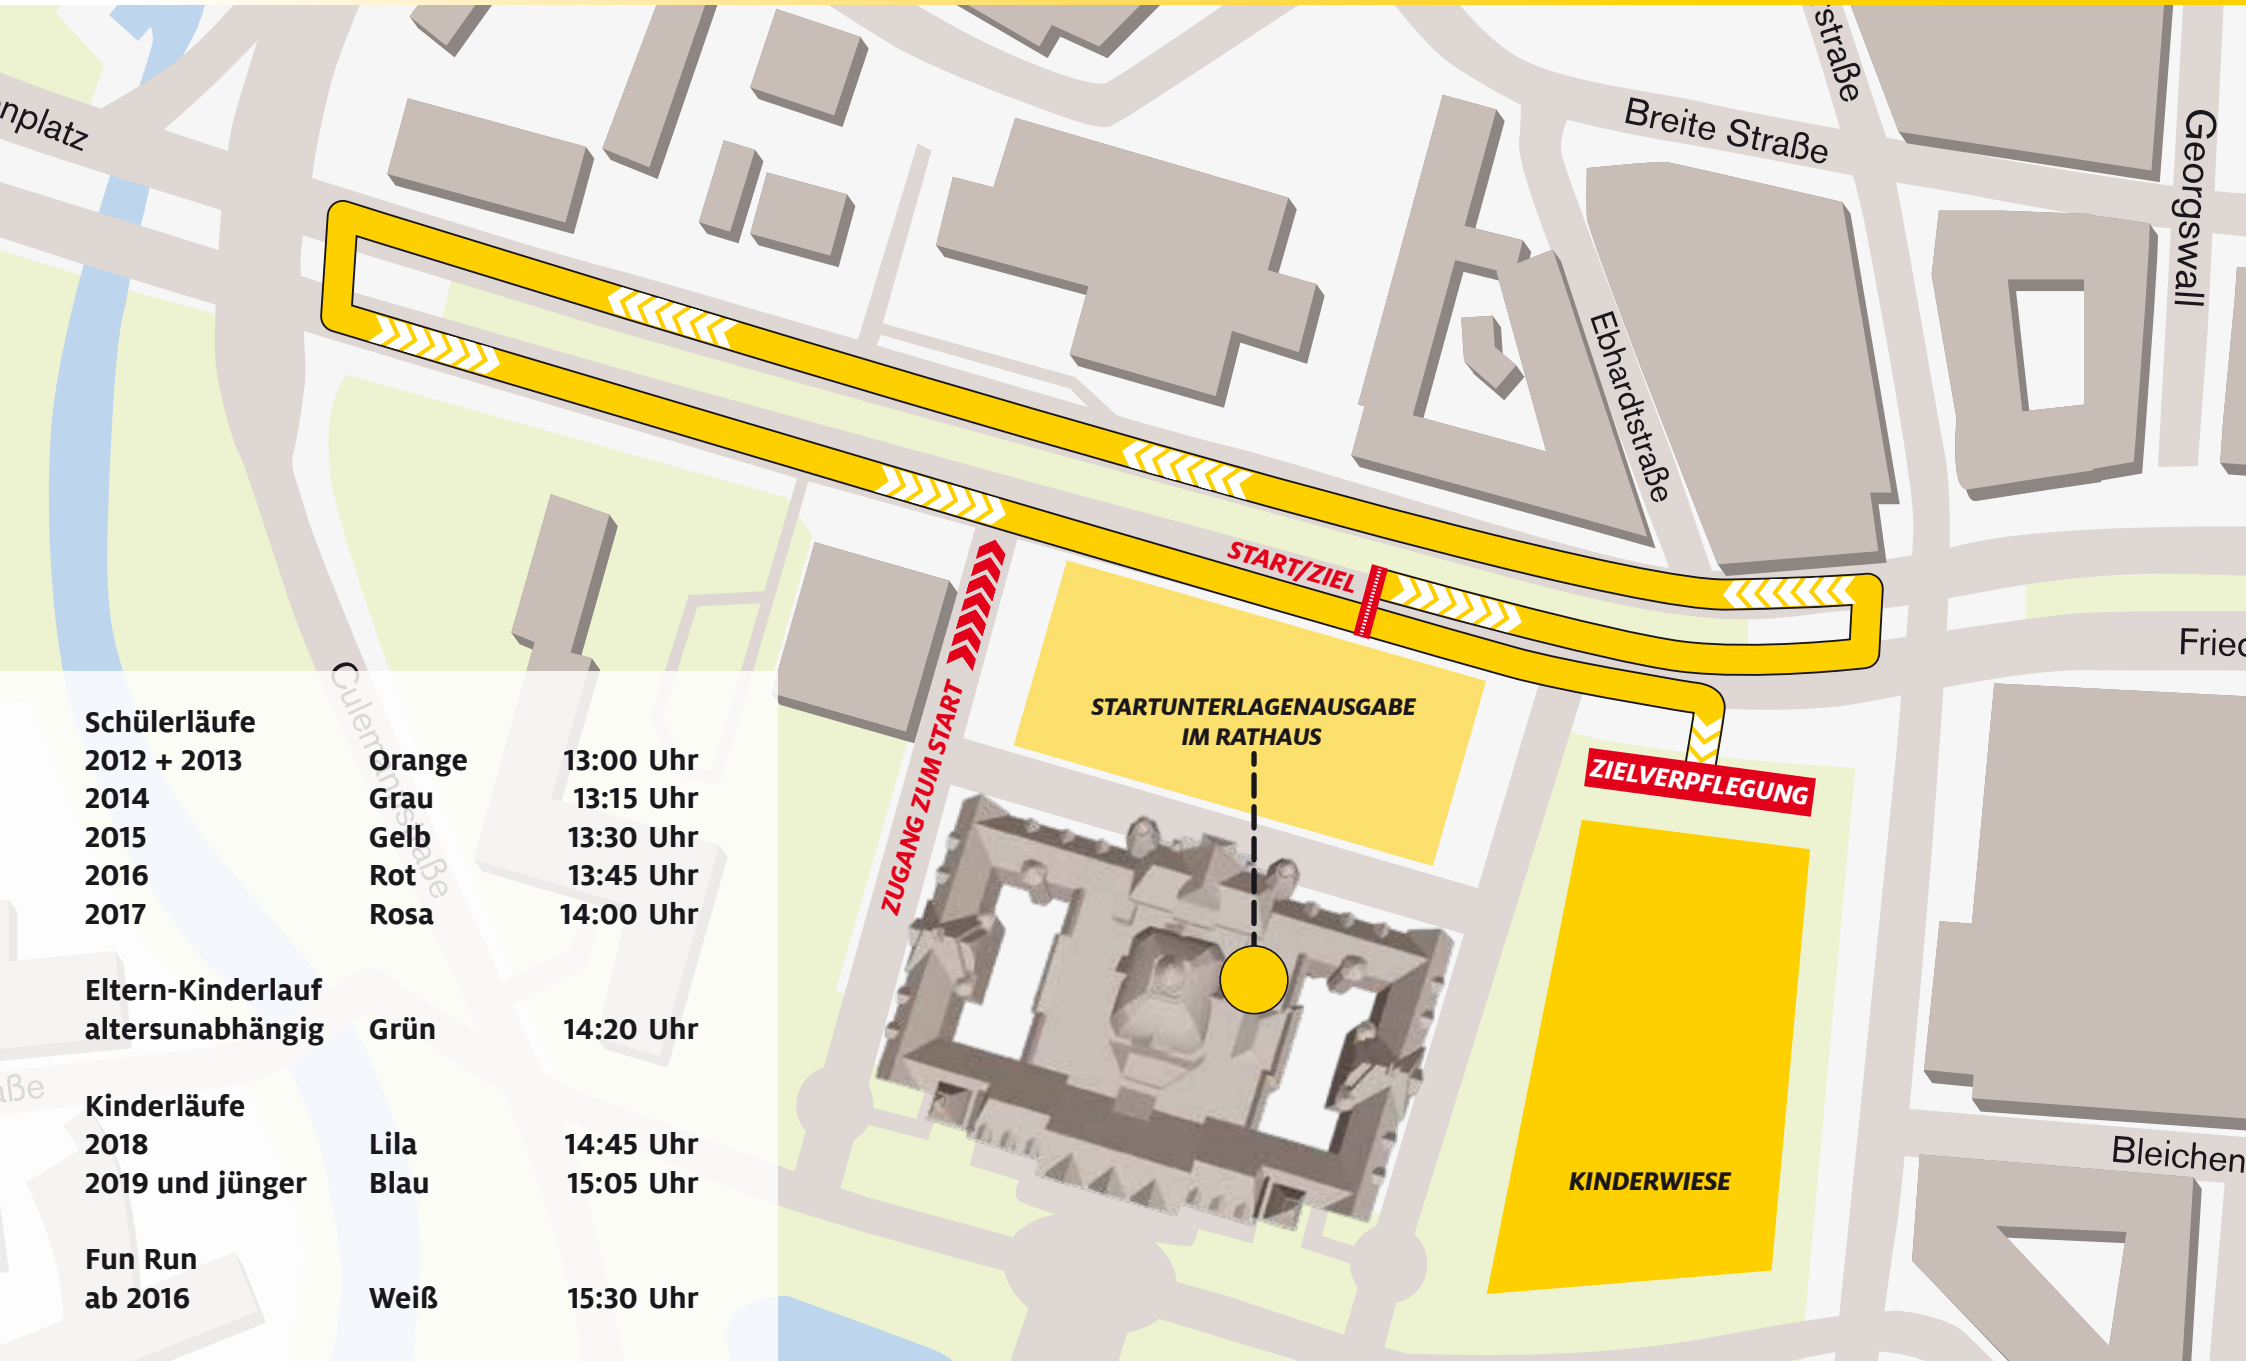 nplatz
straße
Breite Straße
Georgswall
Ebhardtstraße
START/ZIEL
Fried
ZUGANG ZUM START
STARTUNTERLAGENAUSGABE
IM RATHAUS
ZIELVERPFLEGUNG
KINDERWIESE
Bleichen
Culemannstraße
aße
Schülerläufe
2012 + 2013 Orange 13:00 Uhr
2014 Grau 13:15 Uhr
2015 Gelb 13:30 Uhr
2016 Rot 13:45 Uhr
2017 Rosa 14:00 Uhr
Eltern-Kinderlauf
altersunabhängig Grün 14:20 Uhr
Kinderläufe
2018 Lila 14:45 Uhr
2019 und jünger Blau 15:05 Uhr
Fun Run
ab 2016 Weiß 15:30 Uhr